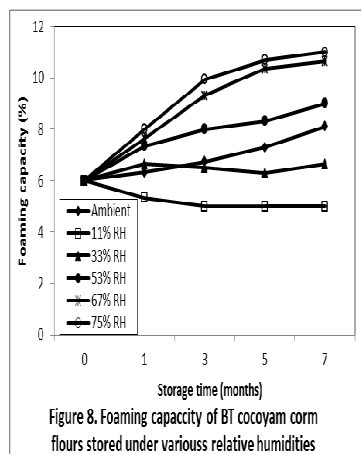 12
10
8
6
4
2
0
Foaming capacity (%)
Ambient
11% RH
33% RH
53% RH
67% RH
75% RH
0 1 3 5 7
Storage time (months)
Figure 8. Foaming capaccity of BT cocoyam corm
flours stored under variouss relative humidities